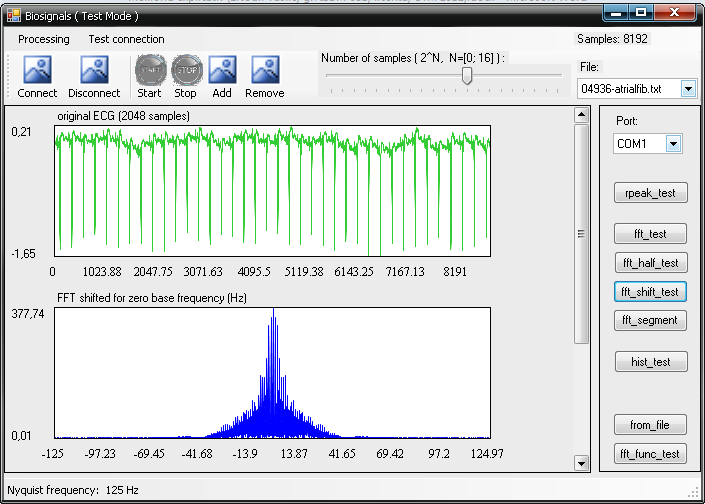 Biosignals ( Test Mode )
Processing Test connection
Samples: 8192
Connect Disconnect Start Stop Add Remove
START STOP
Number of samples ( 2^N, N=[0; 16] ) :
File:
04936-atrialfib.txt
original ECG (2048 samples)
0,21
-1,65
0 1023.88 2047.75 3071.63 4095.5 5119.38 6143.25 7167.13 8191
FFT shifted for zero base frequency (Hz)
377,74
0,01
-125 -97.23 -69.45 -41.68 -13.9 13.87 41.65 69.42 97.2 124.97
Port:
COM1
rpeak_test
fft_test
fft_half_test
fft_shift_test
fft_segment
hist_test
from_file
fft_func_test
Nyquist frequency: 125 Hz